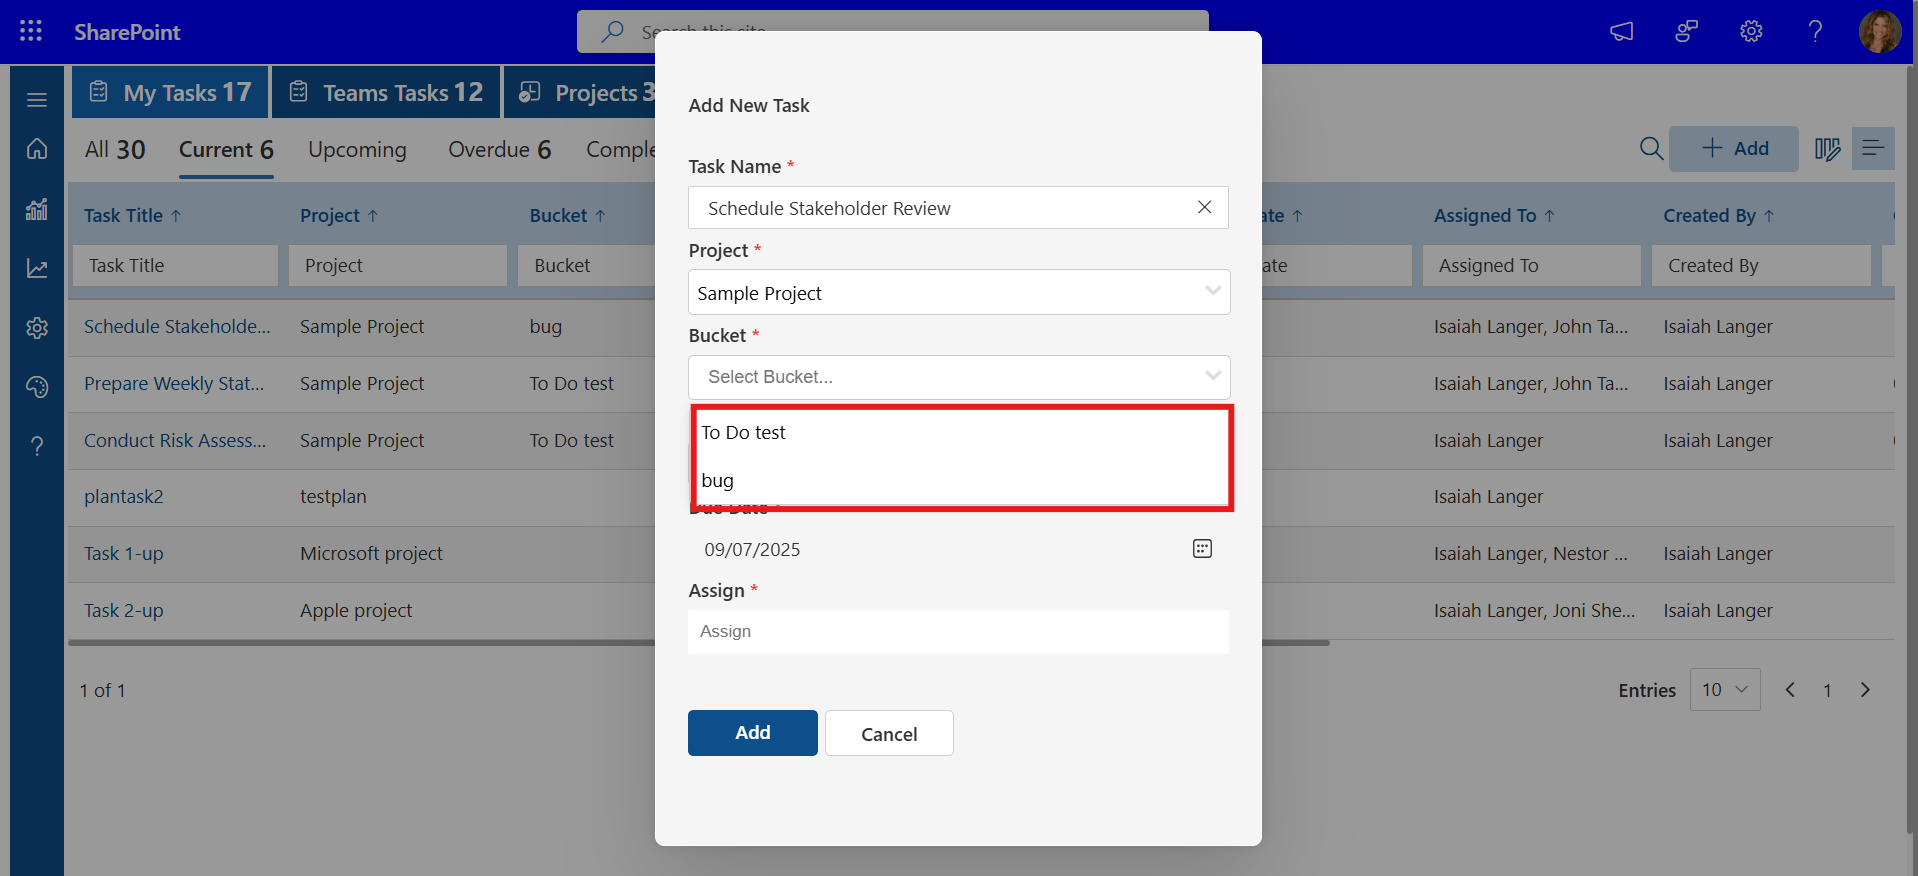 SharePoint
Search this site
My Tasks 17
Teams Tasks 12
Projects 3
All 30
Current 6
Upcoming
Overdue 6
Comple
Add
Task Title ↑
Project ↑
Bucket ↑
ate ↑
Assigned To ↑
Created By ↑
Task Title
Project
Bucket
ate
Assigned To
Created By
Schedule Stakeholde...
Sample Project
bug
Isaiah Langer, John Ta...
Isaiah Langer
Prepare Weekly Stat...
Sample Project
To Do test
Isaiah Langer, John Ta...
Isaiah Langer
Conduct Risk Assess...
Sample Project
To Do test
Isaiah Langer
Isaiah Langer
plantask2
testplan
Isaiah Langer
Task 1-up
Microsoft project
Isaiah Langer, Nestor ...
Isaiah Langer
Task 2-up
Apple project
Isaiah Langer, Joni She...
Isaiah Langer
1 of 1
Entries
10
1
Add New Task
Task Name *
Schedule Stakeholder Review
Project *
Sample Project
Bucket *
Select Bucket...
To Do test
bug
Due Date
09/07/2025
Assign *
Assign
Add
Cancel